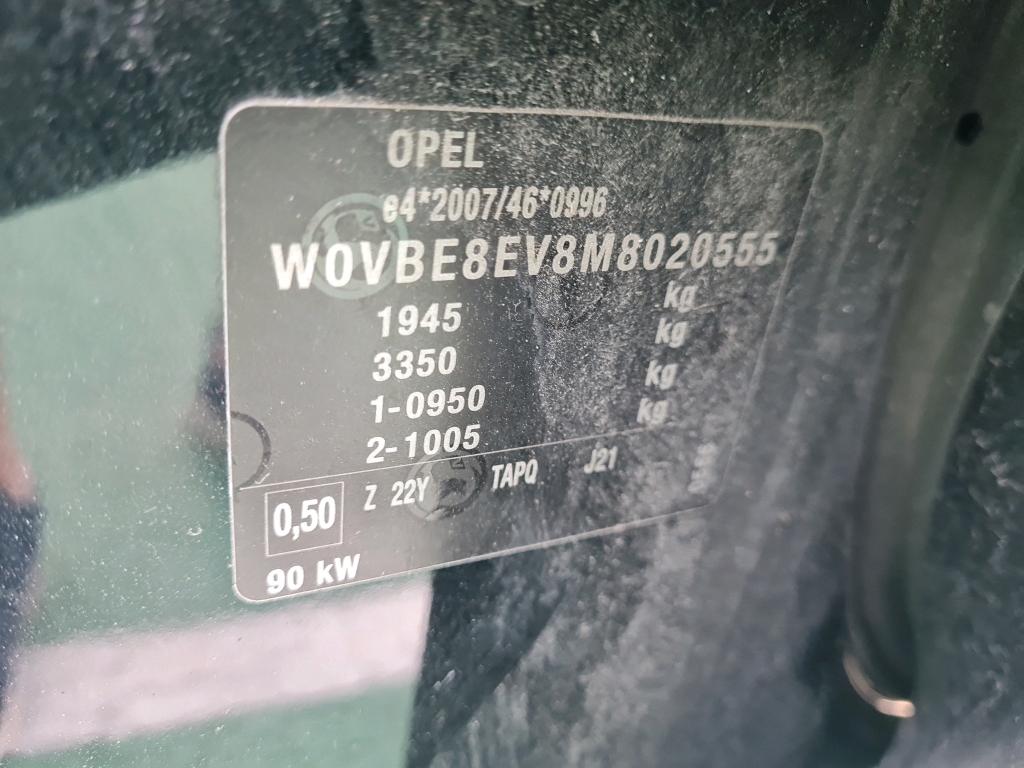 OPEL
e4*2007/46*0996
W0VBE8EV8M8020555
1945 kg
3350 kg
1-0950 kg
2-1005 kg
0,50 Z 22Y TAPQ J21
90 kW